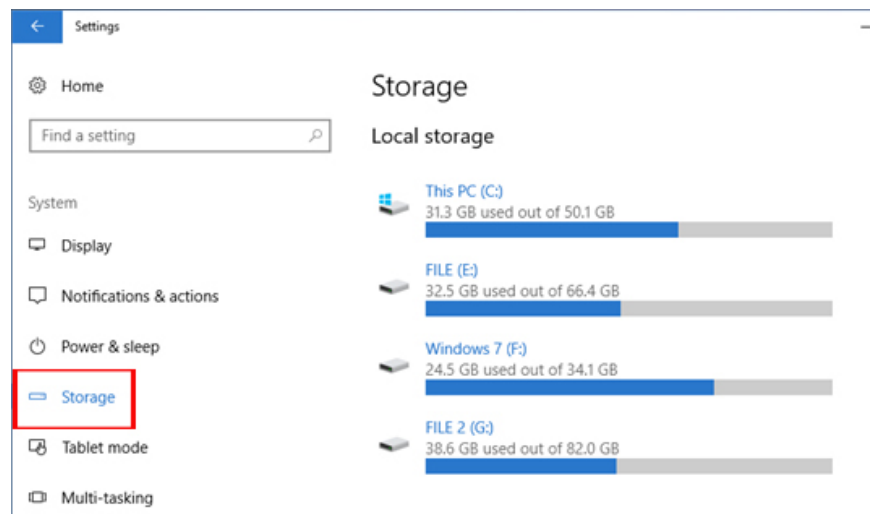 Settings
Home
Find a setting
System
Display
Notifications & actions
Power & sleep
Storage
Tablet mode
Multi-tasking
Storage
Local storage
This PC (C:)
31.3 GB used out of 50.1 GB
FILE (E:)
32.5 GB used out of 66.4 GB
Windows 7 (F:)
24.5 GB used out of 34.1 GB
FILE 2 (G:)
38.6 GB used out of 82.0 GB